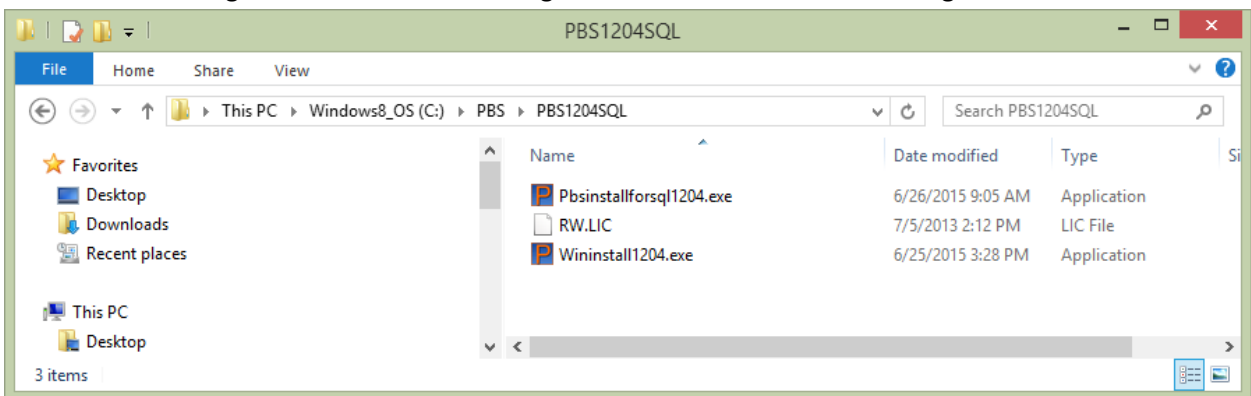 PBS1204SQL
File Home Share View
This PC Windows8_OS (C:) PBS PBS1204SQL Search PBS1204SQL
Favorites
Desktop
Downloads
Recent places
This PC
Desktop
Name Date modified Type Si
Pbsinstallforsql1204.exe 6/26/2015 9:05 AM Application
RW.LIC 7/5/2013 2:12 PM LIC File
Wininstall1204.exe 6/25/2015 3:28 PM Application
3 items